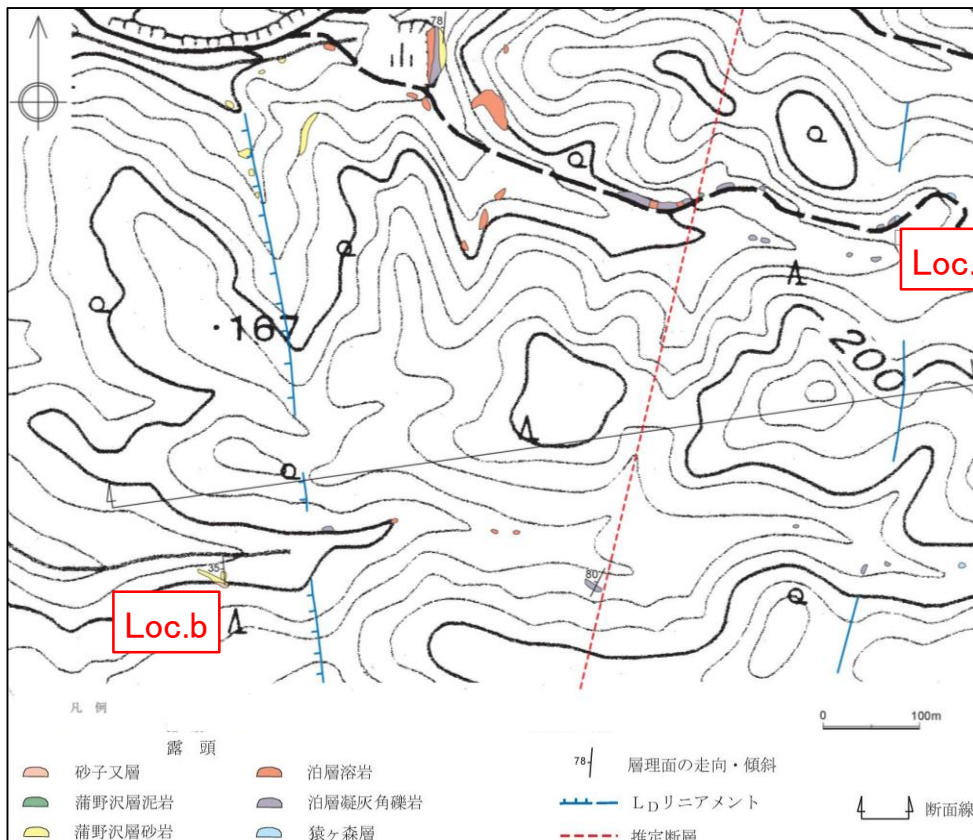 78
Loc.
・167
200
35
80
Loc.b
凡 例
露 頭
砂子又層
蒲野沢層泥岩
蒲野沢層砂岩
泊層溶岩
泊層凝灰角礫岩
猿ヶ森層
78
層理面の走向・傾斜
LDリニアメント
推定断層
0 100m
断面線